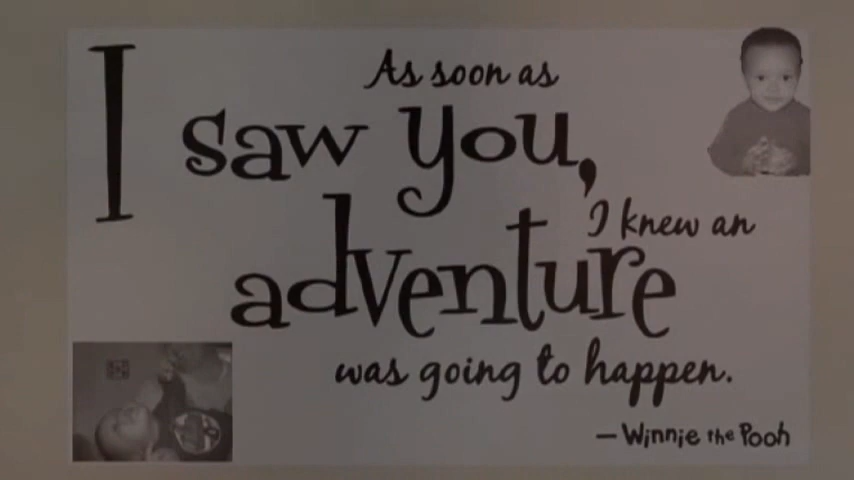 As soon as
I saw you,
I knew an
adventure
was going to happen.
— Winnie the Pooh